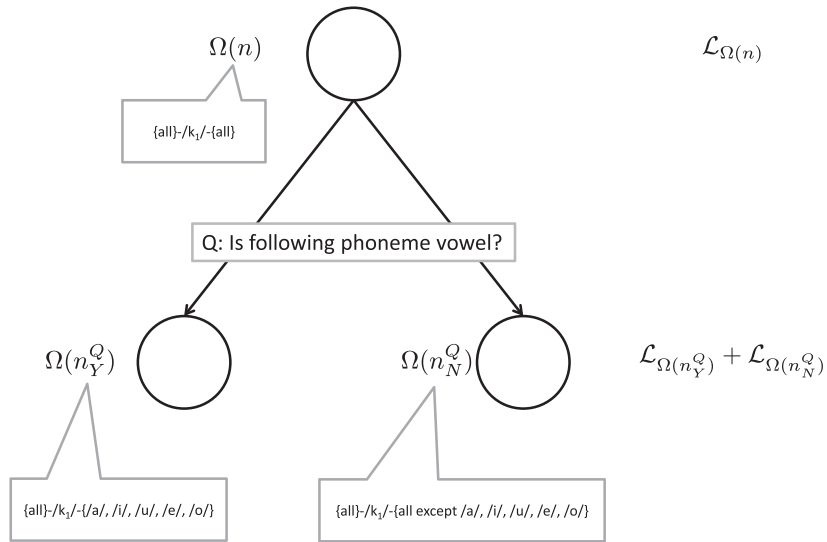 Ω(n)
ℒ_Ω(n)
{all}-/k₁/-{all}
Q: Is following phoneme vowel?
Ω(n_Y^Q)
Ω(n_N^Q)
ℒ_Ω(n_Y^Q) + ℒ_Ω(n_N^Q)
{all}-/k₁/-{/a/, /i/, /u/, /e/, /o/}
{all}-/k₁/-{all except /a/, /i/, /u/, /e/, /o/}